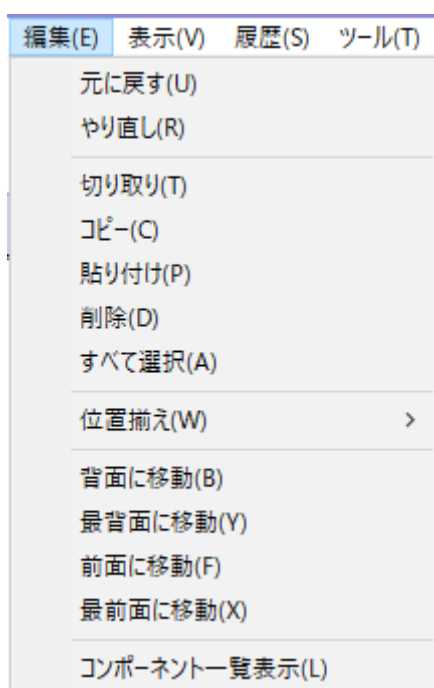 編集(E) 表示(V) 履歴(S) ツール(T)
元に戻す(U)
やり直し(R)
切り取り(T)
コピー(C)
貼り付け(P)
削除(D)
すべて選択(A)
位置揃え(W) >
背面に移動(B)
最背面に移動(Y)
前面に移動(F)
最前面に移動(X)
コンポーネント一覧表示(L)